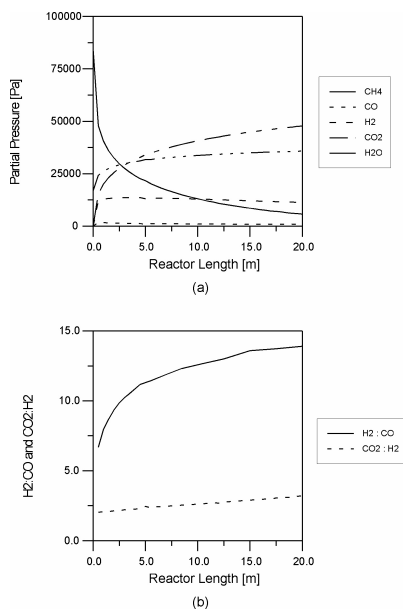 100000
75000
50000
25000
0
Partial Pressure [Pa]
0.0
5.0
10.0
15.0
20.0
Reactor Length [m]
CH4
CO
H2
CO2
H2O
(a)
15.0
10.0
5.0
0.0
H2:CO and CO2:H2
0.0
5.0
10.0
15.0
20.0
Reactor Length [m]
H2 : CO
CO2 : H2
(b)